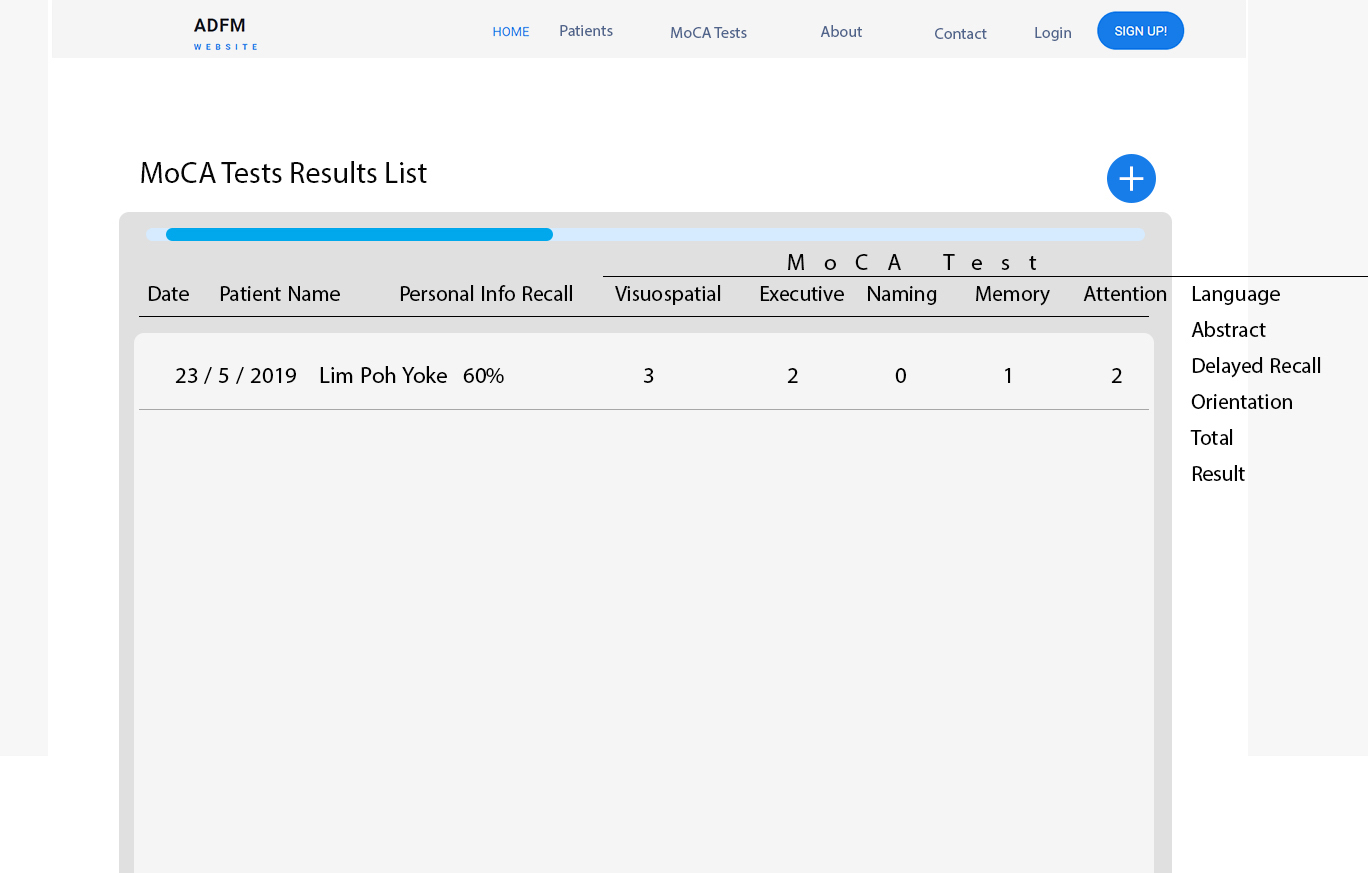 ADFM
WEBSITE
HOME Patients MoCA Tests About Contact Login SIGN UP!
MoCA Tests Results List
MoCA Test
Date Patient Name Personal Info Recall Visuospatial Executive Naming Memory Attention Language
Abstract
Delayed Recall
Orientation
Total
Result
23 / 5 / 2019 Lim Poh Yoke 60% 3 2 0 1 2